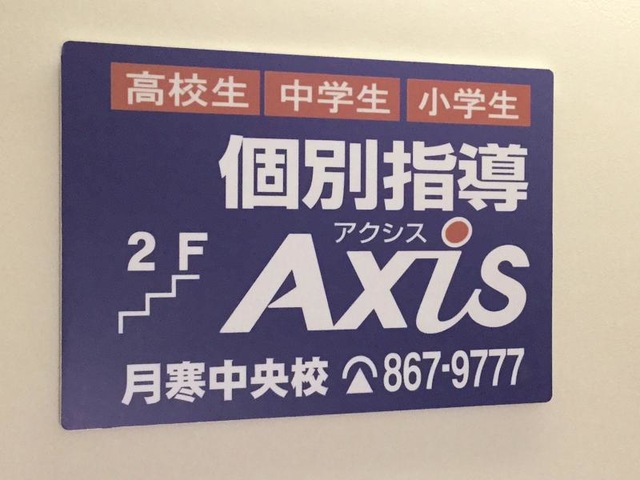 高校生 中学生 小学生
個別指導
アクシス
2F
Axis
月寒中央校 867-9777